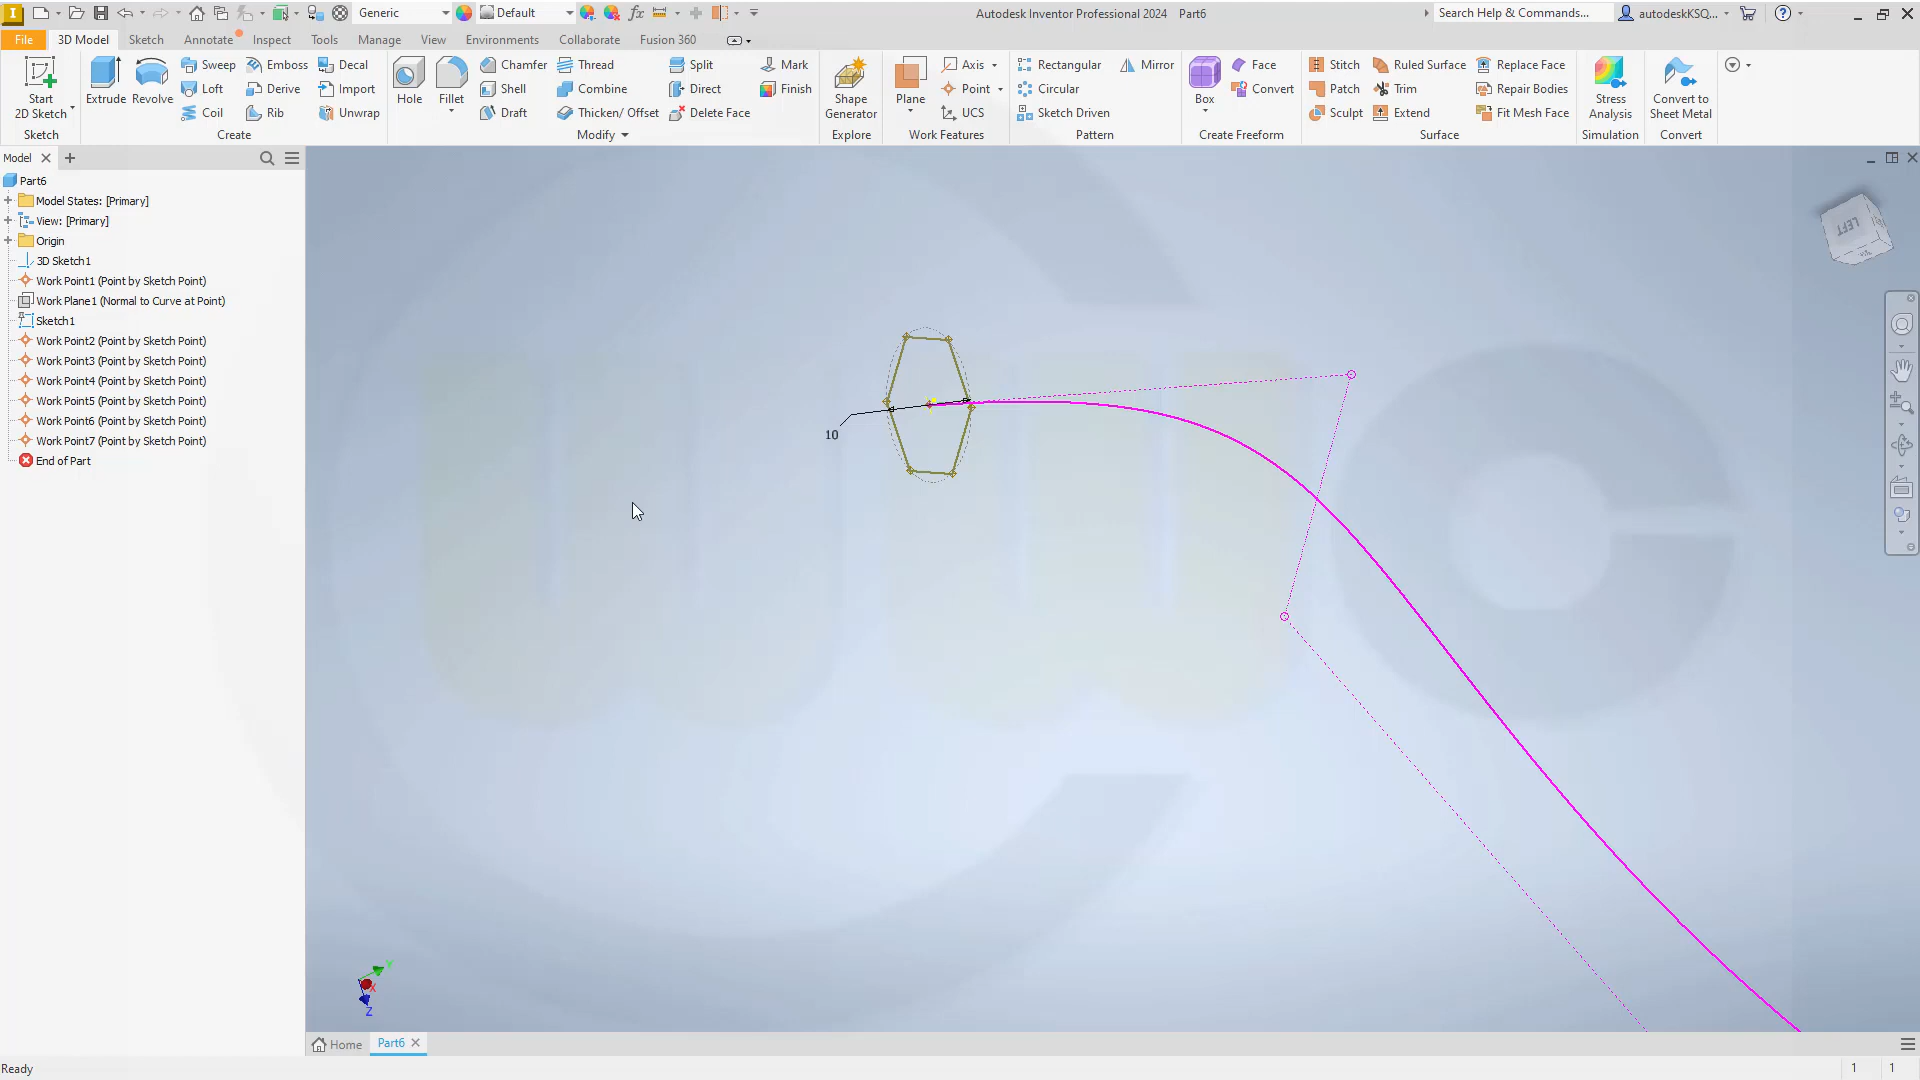 Generic
Default
Autodesk Inventor Professional 2024 Part6
Search Help & Commands...
autodeskKSQ...
File
3D Model
Sketch
Annotate
Inspect
Tools
Manage
View
Environments
Collaborate
Fusion 360
Start
2D Sketch
Sketch
Extrude
Revolve
Sweep
Emboss
Decal
Loft
Derive
Import
Coil
Rib
Unwrap
Create
Hole
Fillet
Chamfer
Thread
Split
Mark
Shell
Combine
Direct
Finish
Draft
Thicken/ Offset
Delete Face
Modify
Shape
Generator
Explore
Plane
Axis
Point
UCS
Work Features
Rectangular
Mirror
Circular
Sketch Driven
Pattern
Box
Face
Convert
Create Freeform
Stitch
Ruled Surface
Replace Face
Patch
Trim
Repair Bodies
Sculpt
Extend
Fit Mesh Face
Surface
Stress
Analysis
Simulation
Convert to
Sheet Metal
Convert
Model
Part6
Model States: [Primary]
View: [Primary]
Origin
3D Sketch1
Work Point1 (Point by Sketch Point)
Work Plane1 (Normal to Curve at Point)
Sketch1
Work Point2 (Point by Sketch Point)
Work Point3 (Point by Sketch Point)
Work Point4 (Point by Sketch Point)
Work Point5 (Point by Sketch Point)
Work Point6 (Point by Sketch Point)
Work Point7 (Point by Sketch Point)
End of Part
LEFT
10
Y
X
Z
Home
Part6
Ready
1
1